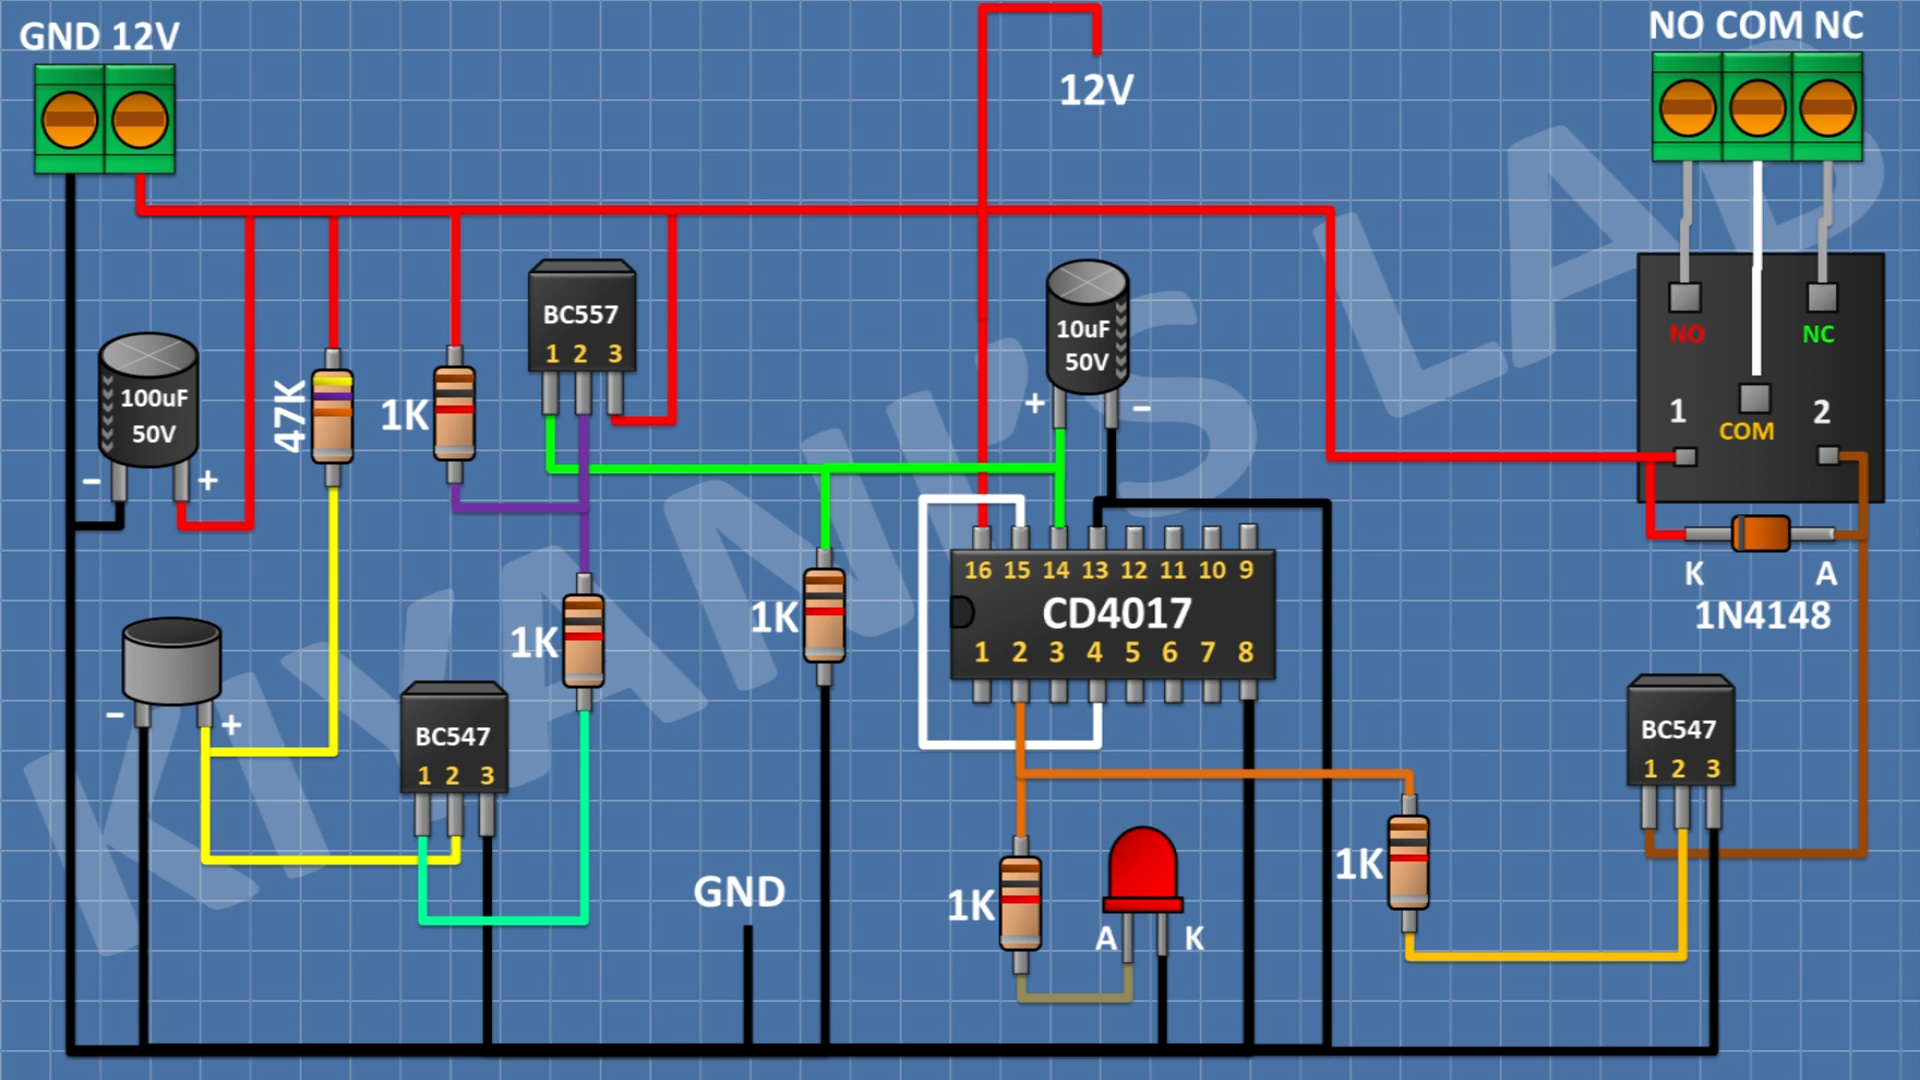 GND 12V
12V
NO COM NC
BC557
1 2 3
100uF
50V
- +
47K
1K
10uF
50V
+ -
NO
NC
1
COM
2
K
A
1N4148
1K
1K
16 15 14 13 12 11 10 9
CD4017
1 2 3 4 5 6 7 8
- +
BC547
1 2 3
BC547
1 2 3
GND
1K
A
K
1K
KIYANI'S LAB